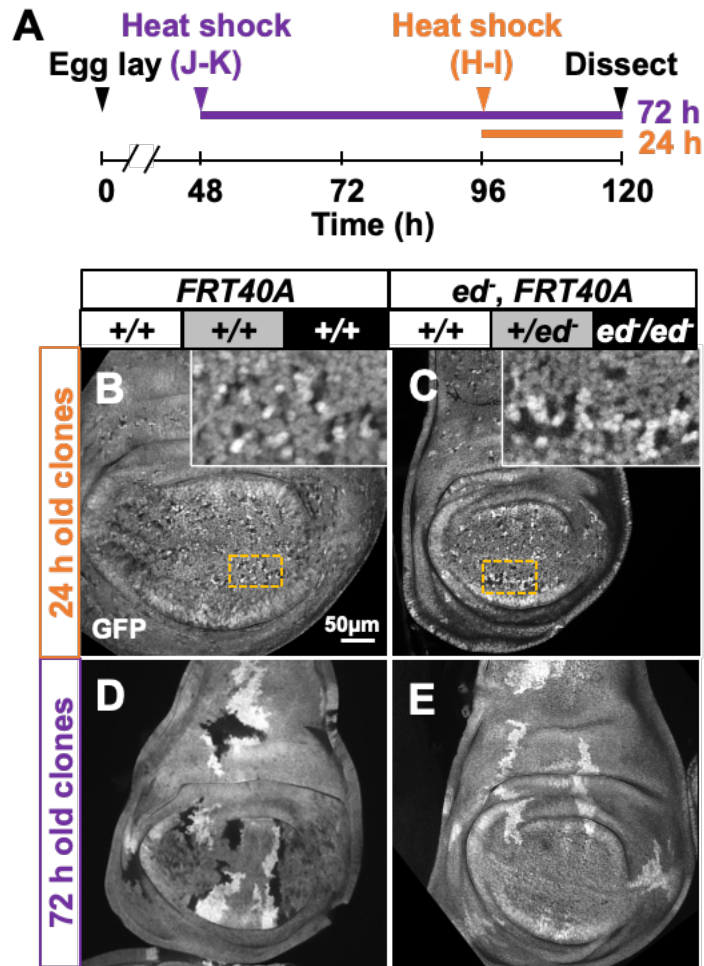 A
Heat shock Heat shock
Egg lay (J-K) (H-I) Dissect
72 h
24 h
0 48 72 96 120
Time (h)
FRT40A ed-, FRT40A
+/+ +/+ +/+ +/+ +/ed- ed-/ed-
24 h old clones
B C
GFP 50µm
72 h old clones
D E